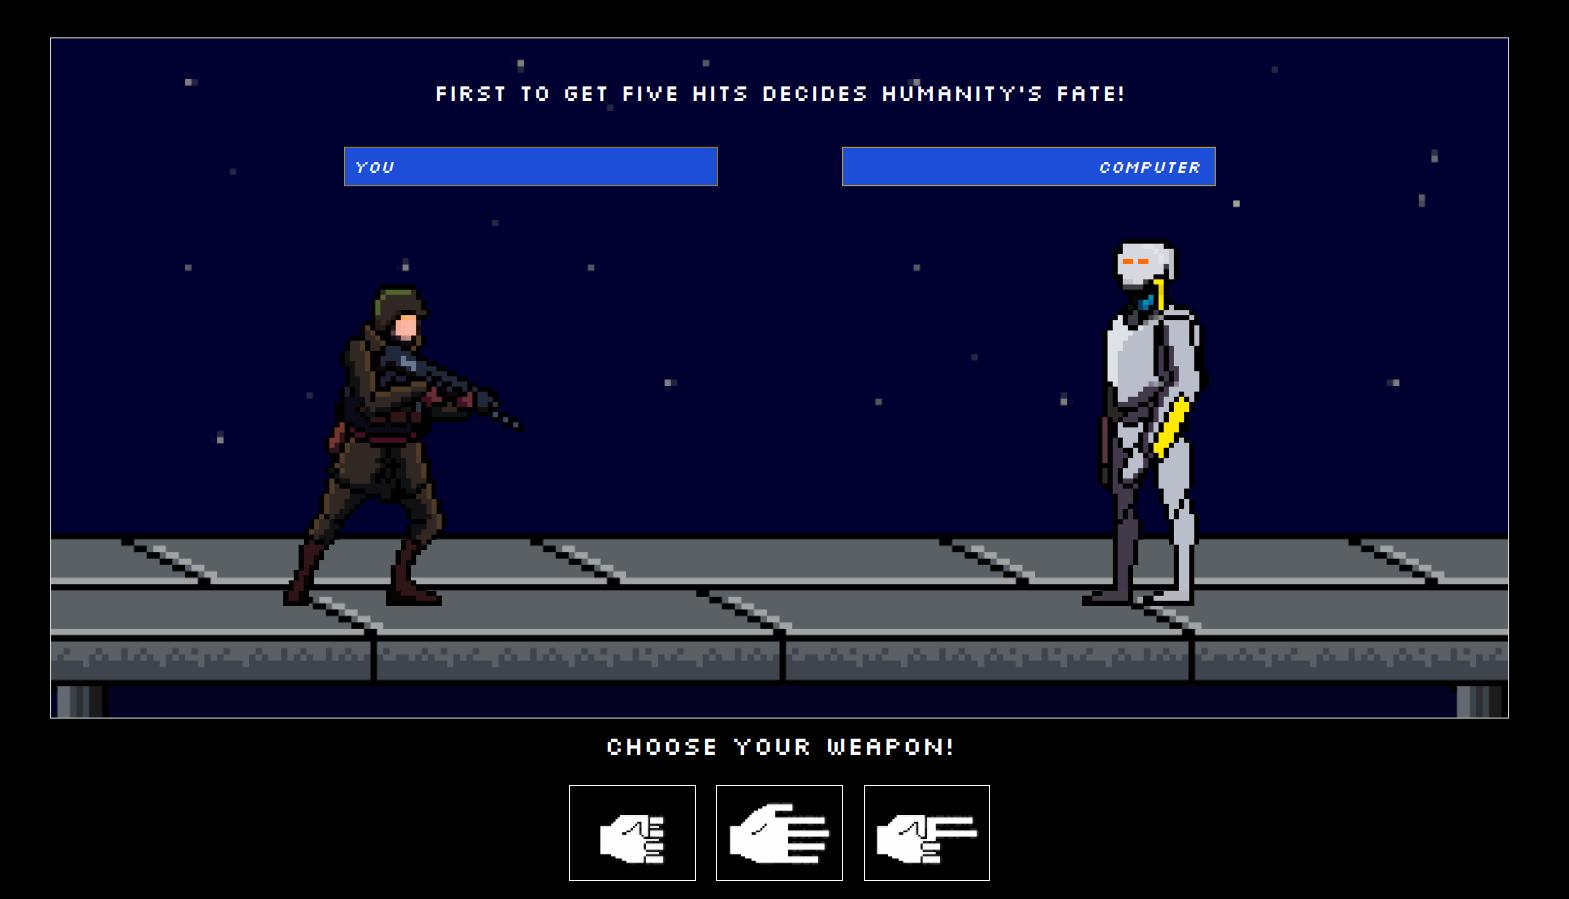 FIRST TO GET FIVE HITS DECIDES HUMANITY'S FATE!
YOU
COMPUTER
CHOOSE YOUR WEAPON!